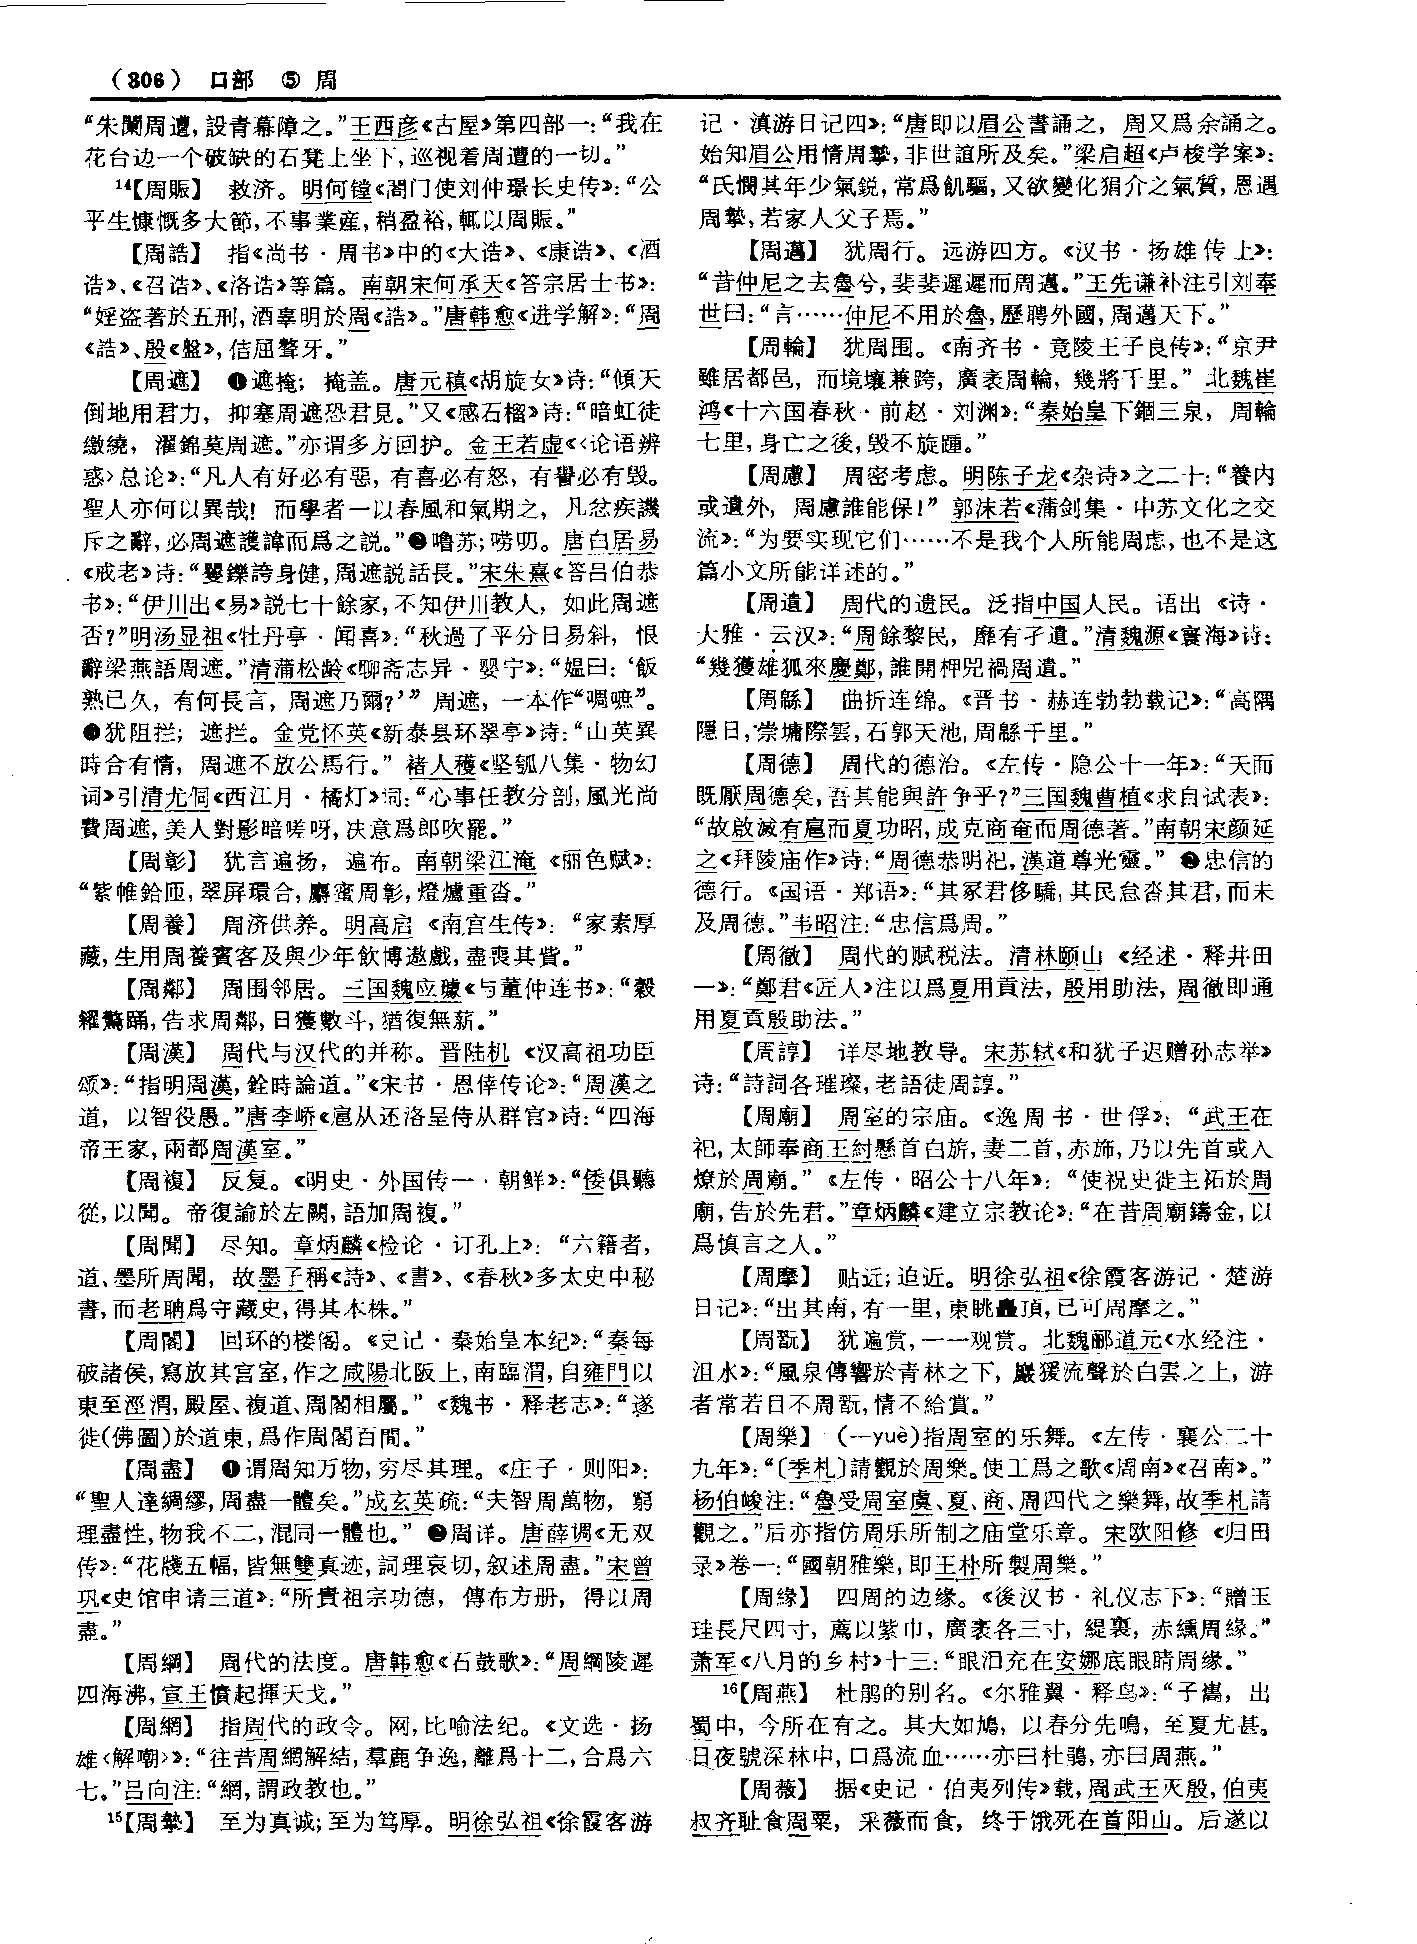 （306） 口部 ⑤ 周
“朱闌周遭，設青幕障之。”王西彦《古屋》第四部一：“我在
花台边一个破缺的石凳上坐下，巡视着周遭的一切。”
14【周賑】 救济。明何镗《閤门使刘仲璟长史传》：“公
平生慷慨多大節，不事業産，稍盈裕，輒以周賑。”
【周誥】 指《尚书·周书》中的《大诰》、《康诰》、《酒
诰》、《召诰》、《洛诰》等篇。南朝宋何承天《答宗居士书》：
“婬盗著於五刑，酒辜明於周《誥》。”唐韩愈《进学解》：“周
《誥》、殷《盤》，佶屈聱牙。”
【周遮】 ❶遮掩；掩盖。唐元稹《胡旋女》诗：“傾天
倒地用君力，抑塞周遮恐君見。”又《感石榴》诗：“暗虹徒
繳繞，濯錦莫周遮。”亦谓多方回护。金王若虚《〈论语辨
惑〉总论》：“凡人有好必有惡，有喜必有怒，有譽必有毁。
聖人亦何以異哉！而學者一以春風和氣期之，凡忿疾譏
斥之辭，必周遮護諱而爲之説。”❷噜苏；唠叨。唐白居易
《戒老》诗：“矍鑠誇身健，周遮説話長。”宋朱熹《答吕伯恭
书》：“伊川出《易》説七十餘家，不知伊川教人，如此周遮
否？”明汤显祖《牡丹亭·闻喜》：“秋過了平分日易斜，恨
辭梁燕語周遮。”清蒲松龄《聊斋志异·婴宁》：“媪曰：‘飯
熟已久，有何長言，周遮乃爾？’” 周遮，一本作“啁嗻”。
❸犹阻拦；遮拦。金党怀英《新泰县环翠亭》诗：“山英異
時合有情，周遮不放公馬行。” 褚人穫《坚瓠八集·物幻
词》引清尤侗《西江月·橘灯》词：“心事任教分剖，風光尚
費周遮，美人對影暗嗟呀，决意爲郎吹罷。”
【周彰】 犹言遍扬，遍布。南朝梁江淹《丽色赋》：
“紫帷鉿匝，翠屏環合，麝蜜周彰，燈爐重沓。”
【周養】 周济供养。明高启《南宫生传》：“家素厚
藏，生用周養賓客及與少年飲博遨戲，盡喪其貲。”
【周鄰】 周围邻居。三国魏应璩《与董仲连书》：“穀
糴驚踊，告求周鄰，日獲數斗，猶復無薪。”
【周漢】 周代与汉代的并称。晋陆机《汉高祖功臣
颂》：“指明周漢，銓時論道。”《宋书·恩倖传论》：“周漢之
道，以智役愚。”唐李峤《扈从还洛呈侍从群官》诗：“四海
帝王家，兩都周漢室。”
【周複】 反复。《明史·外国传一·朝鲜》：“倭俱聽
從，以聞。帝復諭於左闕，語加周複。”
【周聞】 尽知。章炳麟《检论·订孔上》：“六籍者，
道、墨所周聞，故墨子稱《詩》、《書》、《春秋》多太史中秘
書，而老聃爲守藏史，得其本株。”
【周閣】 回环的楼阁。《史记·秦始皇本纪》：“秦每
破諸侯，寫放其宫室，作之咸陽北阪上，南臨渭，自雍門以
東至涇渭，殿屋、複道、周閣相屬。”《魏书·释老志》：“遂
徙（佛圖）於道東，爲作周閣百間。”
【周盡】 ❶谓周知万物，穷尽其理。《庄子·则阳》：
“聖人達綢繆，周盡一體矣。”成玄英疏：“夫智周萬物，窮
理盡性，物我不二，混同一體也。” ❷周详。唐薛调《无双
传》：“花牋五幅，皆無雙真迹，詞理哀切，叙述周盡。”宋曾
巩《史馆申请三道》：“所貴祖宗功德，傳布方册，得以周
盡。”
【周綱】 周代的法度。唐韩愈《石鼓歌》：“周綱陵遲
四海沸，宣王憤起揮天戈。”
【周網】 指周代的政令。网，比喻法纪。《文选·扬
雄〈解嘲〉》：“往昔周網解結，羣鹿争逸，離爲十二，合爲六
七。”吕向注：“網，謂政教也。”
15【周摯】 至为真诚；至为笃厚。明徐弘祖《徐霞客游
记·滇游日记四》：“唐即以眉公書誦之，周又爲余誦之。
始知眉公用情周摯，非世誼所及矣。”梁启超《卢梭学案》：
“氏憫其年少氣鋭，常爲飢驅，又欲變化狷介之氣質，恩遇
周摯，若家人父子焉。”
【周邁】 犹周行。远游四方。《汉书·扬雄传上》：
“昔仲尼之去魯兮，斐斐遲遲而周邁。”王先谦补注引刘奉
世曰：“言……仲尼不用於魯，歷聘外國，周邁天下。”
【周輪】 犹周围。《南齐书·竟陵王子良传》：“京尹
雖居都邑，而境壤兼跨，廣袤周輪，幾將千里。” 北魏崔
鸿《十六国春秋·前赵·刘渊》：“秦始皇下錮三泉，周輪
七里，身亡之後，毁不旋踵。”
【周慮】 周密考虑。明陈子龙《杂诗》之二十：“養内
或遺外，周慮誰能保！” 郭沫若《蒲剑集·中苏文化之交
流》：“为要实现它们……不是我个人所能周虑，也不是这
篇小文所能详述的。”
【周遺】 周代的遗民。泛指中国人民。语出《诗·
大雅·云汉》：“周餘黎民，靡有孑遺。”清魏源《寰海》诗：
“幾獲雄狐來慶鄭，誰開柙兕禍周遺。”
【周緜】 曲折连绵。《晋书·赫连勃勃载记》：“高隅
隱日，崇墉際雲，石郭天池，周緜千里。”
【周德】 周代的德治。《左传·隐公十一年》：“天而
既厭周德矣，吾其能與許争乎？”三国魏曹植《求自试表》：
“故啟滅有扈而夏功昭，成克商奄而周德著。”南朝宋颜延
之《拜陵庙作》诗：“周德恭明祀，漢道尊光靈。” ❷忠信的
德行。《国语·郑语》：“其冢君侈驕，其民怠沓其君，而未
及周德。”韦昭注：“忠信爲周。”
【周徹】 周代的赋税法。清林颐山《经述·释井田
一》：“鄭君《匠人》注以爲夏用貢法，殷用助法，周徹即通
用夏貢殷助法。”
【周諄】 详尽地教导。宋苏轼《和犹子迟赠孙志举》
诗：“詩詞各璀璨，老語徒周諄。”
【周廟】 周室的宗庙。《逸周书·世俘》：“武王在
祀，太師奉商王紂懸首白旂，妻二首，赤旆，乃以先首或入
燎於周廟。”《左传·昭公十八年》：“使祝史徙主祏於周
廟，告於先君。”章炳麟《建立宗教论》：“在昔周廟鑄金，以
爲慎言之人。”
【周摩】 贴近；迫近。明徐弘祖《徐霞客游记·楚游
日记》：“出其南，有一里，東眺矗頂，已可周摩之。”
【周翫】 犹遍赏，一一观赏。北魏郦道元《水经注·
沮水》：“風泉傳響於青林之下，巖猨流聲於白雲之上，游
者常若目不周翫，情不給賞。”
【周樂】 （—yuè）指周室的乐舞。《左传·襄公二十
九年》：“〔季札〕請觀於周樂。使工爲之歌《周南》《召南》。”
杨伯峻注：“魯受周室虞、夏、商、周四代之樂舞，故季札請
觀之。”后亦指仿周乐所制之庙堂乐章。宋欧阳修《归田
录》卷一：“國朝雅樂，即王朴所製周樂。”
【周缘】 四周的边缘。《後汉书·礼仪志下》：“贈玉
珪長尺四寸，薦以紫巾，廣袤各三寸，緹裏，赤纁周緣。”
萧军《八月的乡村》十三：“眼泪充在安娜底眼睛周缘。”
16【周燕】 杜鹃的别名。《尔雅翼·释鸟》：“子巂，出
蜀中，今所在有之。其大如鳩，以春分先鳴，至夏尤甚。
日夜號深林中，口爲流血……亦曰杜鵑，亦曰周燕。”
【周薇】 据《史记·伯夷列传》载，周武王灭殷，伯夷
叔齐耻食周粟，采薇而食，终于饿死在首阳山。后遂以